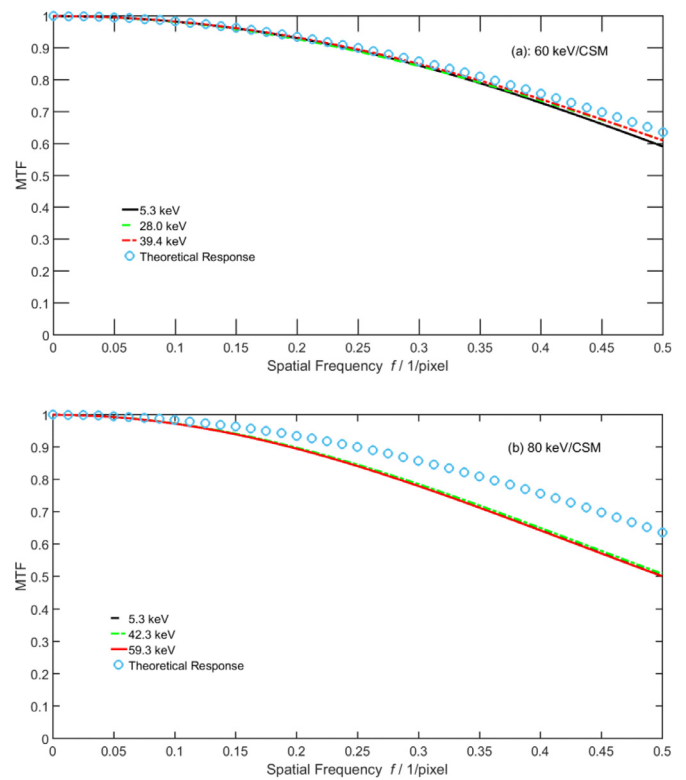 1
0.9
(a): 60 keV/CSM
0.8
0.7
0.6
MTF
0.5
0.4
5.3 keV
28.0 keV
0.3
39.4 keV
Theoretical Response
0.2
0.1
0
0 0.05 0.1 0.15 0.2 0.25 0.3 0.35 0.4 0.45 0.5
Spatial Frequency f / 1/pixel
1
0.9
(b) 80 keV/CSM
0.8
0.7
0.6
MTF
0.5
0.4
5.3 keV
0.3
42.3 keV
59.3 keV
Theoretical Response
0.2
0.1
0
0 0.05 0.1 0.15 0.2 0.25 0.3 0.35 0.4 0.45 0.5
Spatial Frequency f / 1/pixel